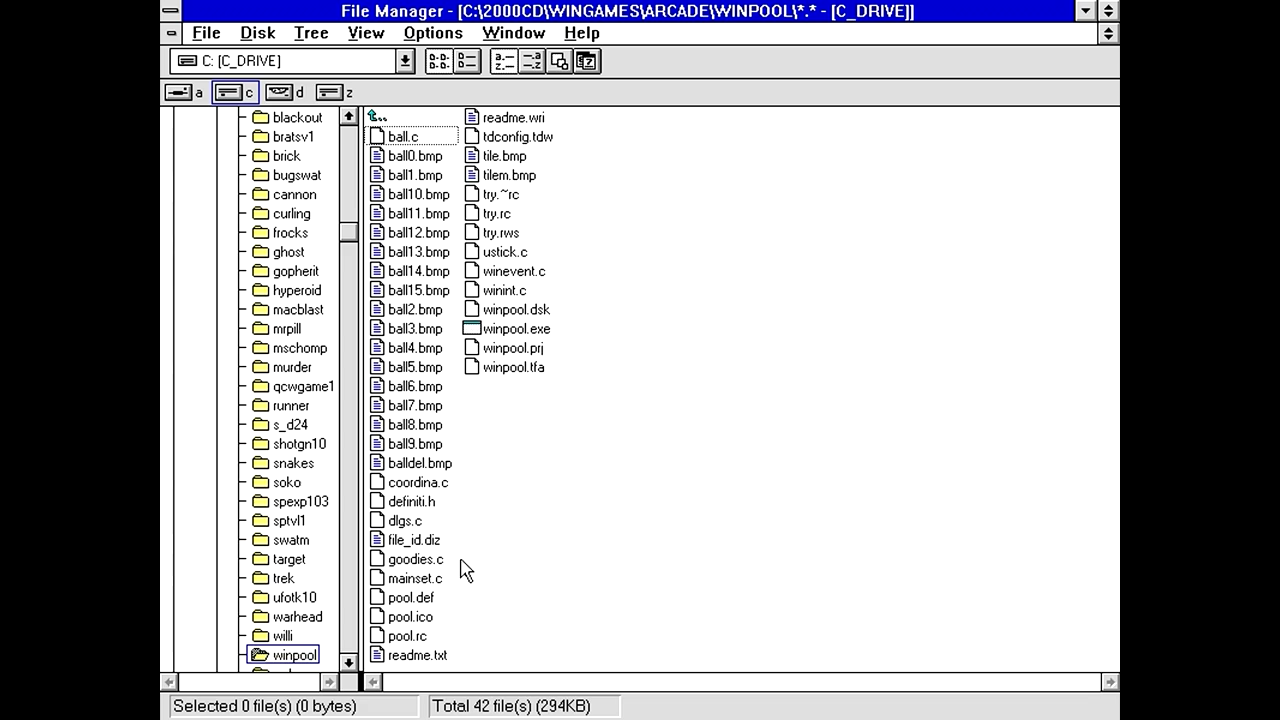 File Manager - [C:\2000CD\WINGAMES\ARCADE\WINPOOL\*.* - [C_DRIVE]]
File Disk Tree View Options Window Help
C: [C_DRIVE]
a c d z
blackout
bratsv1
brick
bugswat
cannon
curling
frocks
ghost
gopherit
hyperoid
macblast
mrpill
mschomp
murder
qcwgame1
runner
s_d24
shotgn10
snakes
soko
spexp103
sptvl1
swatm
target
trek
ufotk10
warhead
willi
winpool
..
ball.c
ball0.bmp
ball1.bmp
ball10.bmp
ball11.bmp
ball12.bmp
ball13.bmp
ball14.bmp
ball15.bmp
ball2.bmp
ball3.bmp
ball4.bmp
ball5.bmp
ball6.bmp
ball7.bmp
ball8.bmp
ball9.bmp
balldel.bmp
coordina.c
definiti.h
dlgs.c
file_id.diz
goodies.c
mainset.c
pool.def
pool.ico
pool.rc
readme.txt
readme.wri
tdconfig.tdw
tile.bmp
tilem.bmp
try.~rc
try.rc
try.rws
ustick.c
winevent.c
winint.c
winpool.dsk
winpool.exe
winpool.prj
winpool.tfa
Selected 0 file(s) (0 bytes)
Total 42 file(s) (294KB)